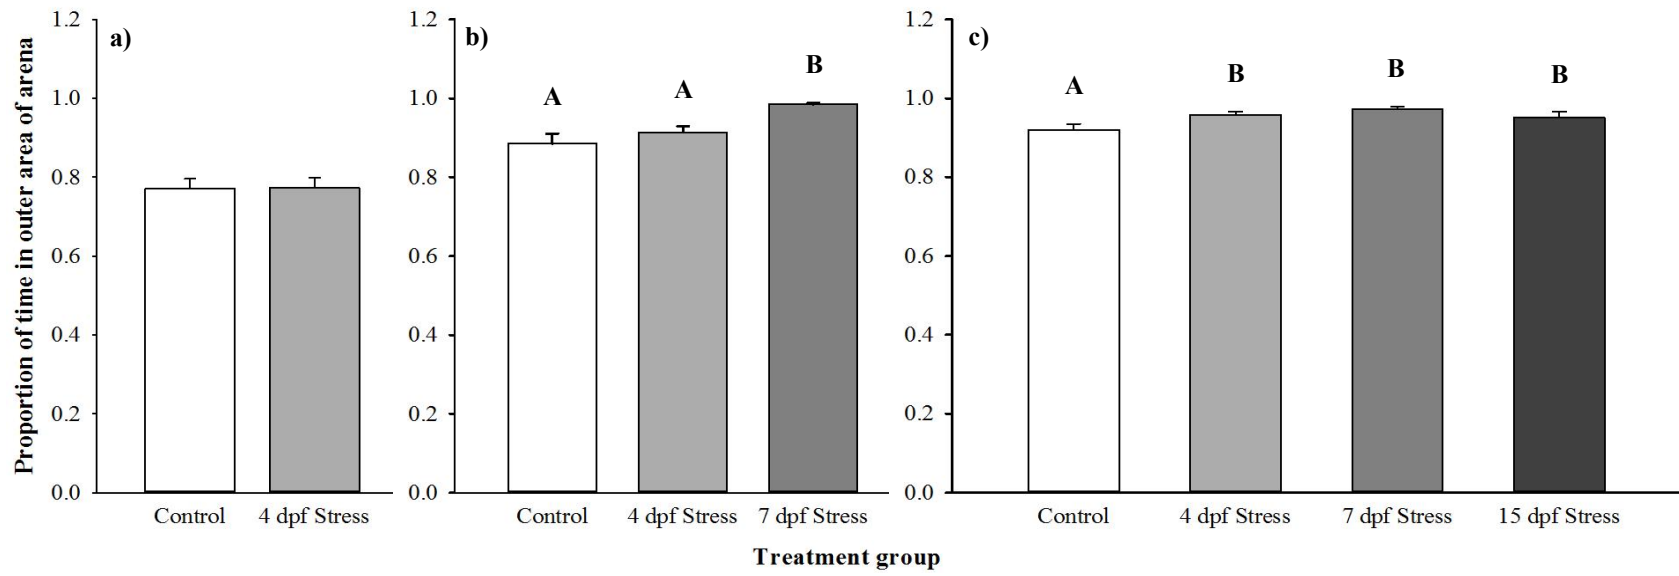 Proportion of time in outer area of arena
a)
1.2
1.0
0.8
0.6
0.4
0.2
0.0
Control
4 dpf Stress
b)
1.2
1.0
0.8
0.6
0.4
0.2
0.0
A
A
B
Control
4 dpf Stress
7 dpf Stress
c)
1.2
1.0
0.8
0.6
0.4
0.2
0.0
A
B
B
B
Control
4 dpf Stress
7 dpf Stress
15 dpf Stress
Treatment group